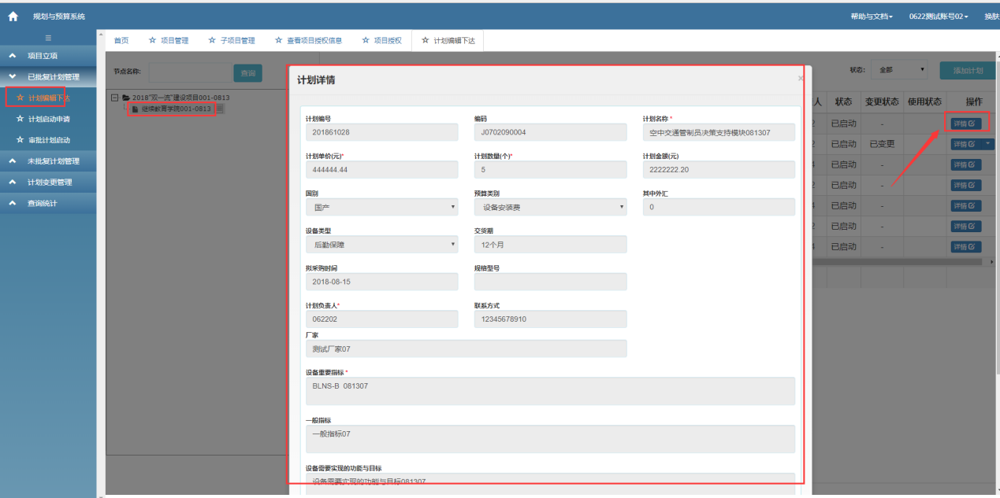 规划与预算系统
帮助与文档
0622测试账号02
换肤
首页
项目管理
子项目管理
查看项目授权信息
项目授权
计划编辑下达
项目立项
已批复计划管理
计划编辑下达
计划启动申请
审批计划启动
未批复计划管理
计划变更管理
查询统计
节点名称:
查询
2018"双一流"建设项目001-0813
继续教育学院001-0813
状态:
全部
添加计划
人 状态 变更状态 使用状态 操作
2 已启动 - 详情
2 已启动 已变更 详情
4 已启动 - 详情
2 已启动 - 详情
4 已启动 - 详情
2 已启动 - 详情
4 已启动 - 详情
计划详情
×
计划编号 编码 计划名称 *
201861028 J0702090004 空中交通管制员决策支持模块081307
计划单价(元)* 计划数量(个)* 计划金额(元)
444444.44 5 2222222.20
国别 预算类别 其中外汇
国产 设备安装费 0
设备类型 交货期
后勤保障 12个月
拟采购时间 规格型号
2018-08-15
计划负责人* 联系方式
062202 12345678910
厂家
测试厂家07
设备重要指标 *
BLNS-B 081307
一般指标
一般指标07
设备需要实现的功能与目标
设备需要实现的功能与目标081307